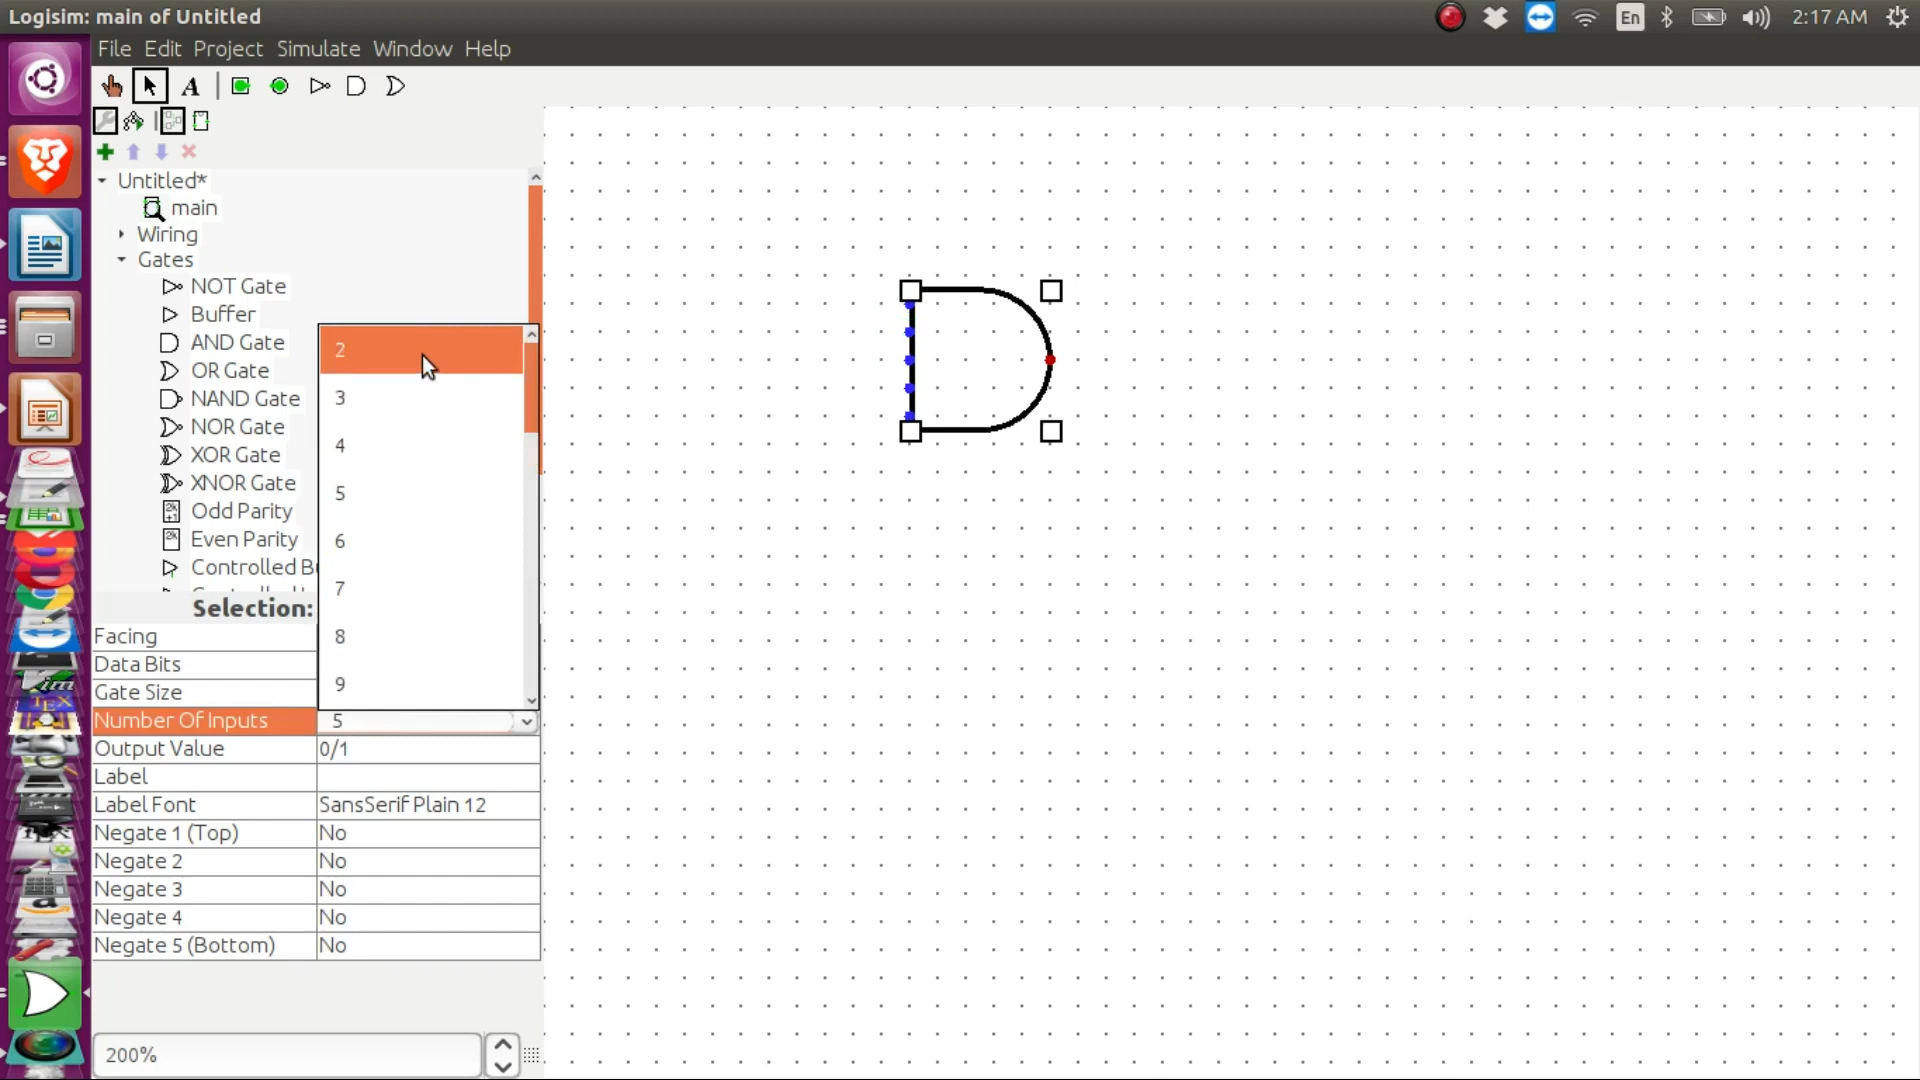 Logisim: main of Untitled
En
2:17 AM
File Edit Project Simulate Window Help
A
Untitled*
main
Wiring
Gates
NOT Gate
Buffer
AND Gate
OR Gate
NAND Gate
NOR Gate
XOR Gate
XNOR Gate
Odd Parity
Even Parity
Controlled B
2
3
4
5
6
7
8
9
Selection:
Facing
Data Bits
Gate Size
Number Of Inputs 5
Output Value 0/1
Label
Label Font SansSerif Plain 12
Negate 1 (Top) No
Negate 2 No
Negate 3 No
Negate 4 No
Negate 5 (Bottom) No
200%